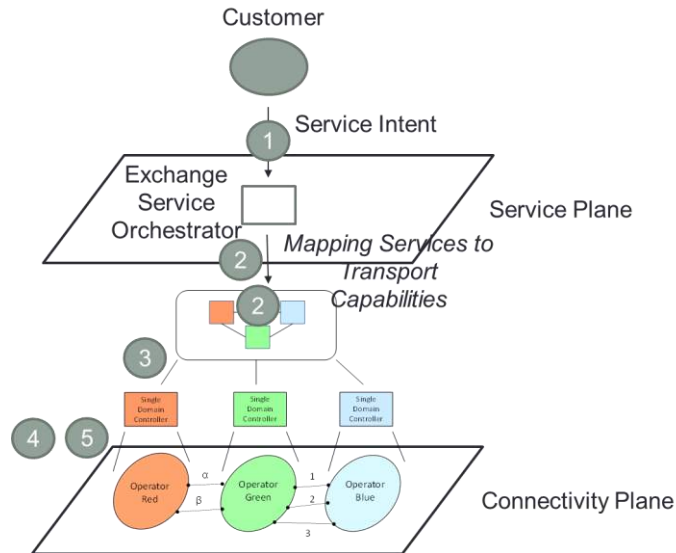 Customer
Service Intent
1
Exchange
Service
Orchestrator
Service Plane
Mapping Services to
Transport
Capabilities
2
2
3
Single
Domain
Controller
Single
Domain
Controller
Single
Domain
Controller
4
5
Operator
Red
α
β
Operator
Green
1
2
3
Operator
Blue
Connectivity Plane